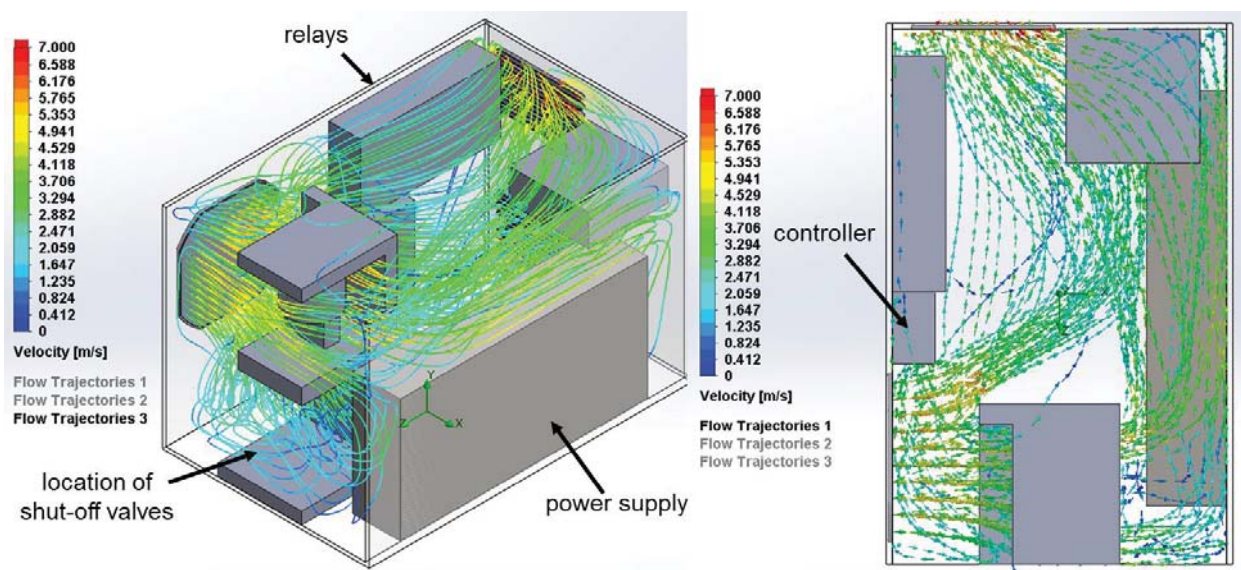 relays
7.000
6.588
6.176
5.765
5.353
4.941
4.529
4.118
3.706
3.294
2.882
2.471
2.059
1.647
1.235
0.824
0.412
0
Velocity [m/s]
Flow Trajectories 1
Flow Trajectories 2
Flow Trajectories 3
Y
Z
X
location of
shut-off valves
power supply
7.000
6.588
6.176
5.765
5.353
4.941
4.529
4.118
3.706
3.294
2.882
2.471
2.059
1.647
1.235
0.824
0.412
0
Velocity [m/s]
Flow Trajectories 1
Flow Trajectories 2
Flow Trajectories 3
controller